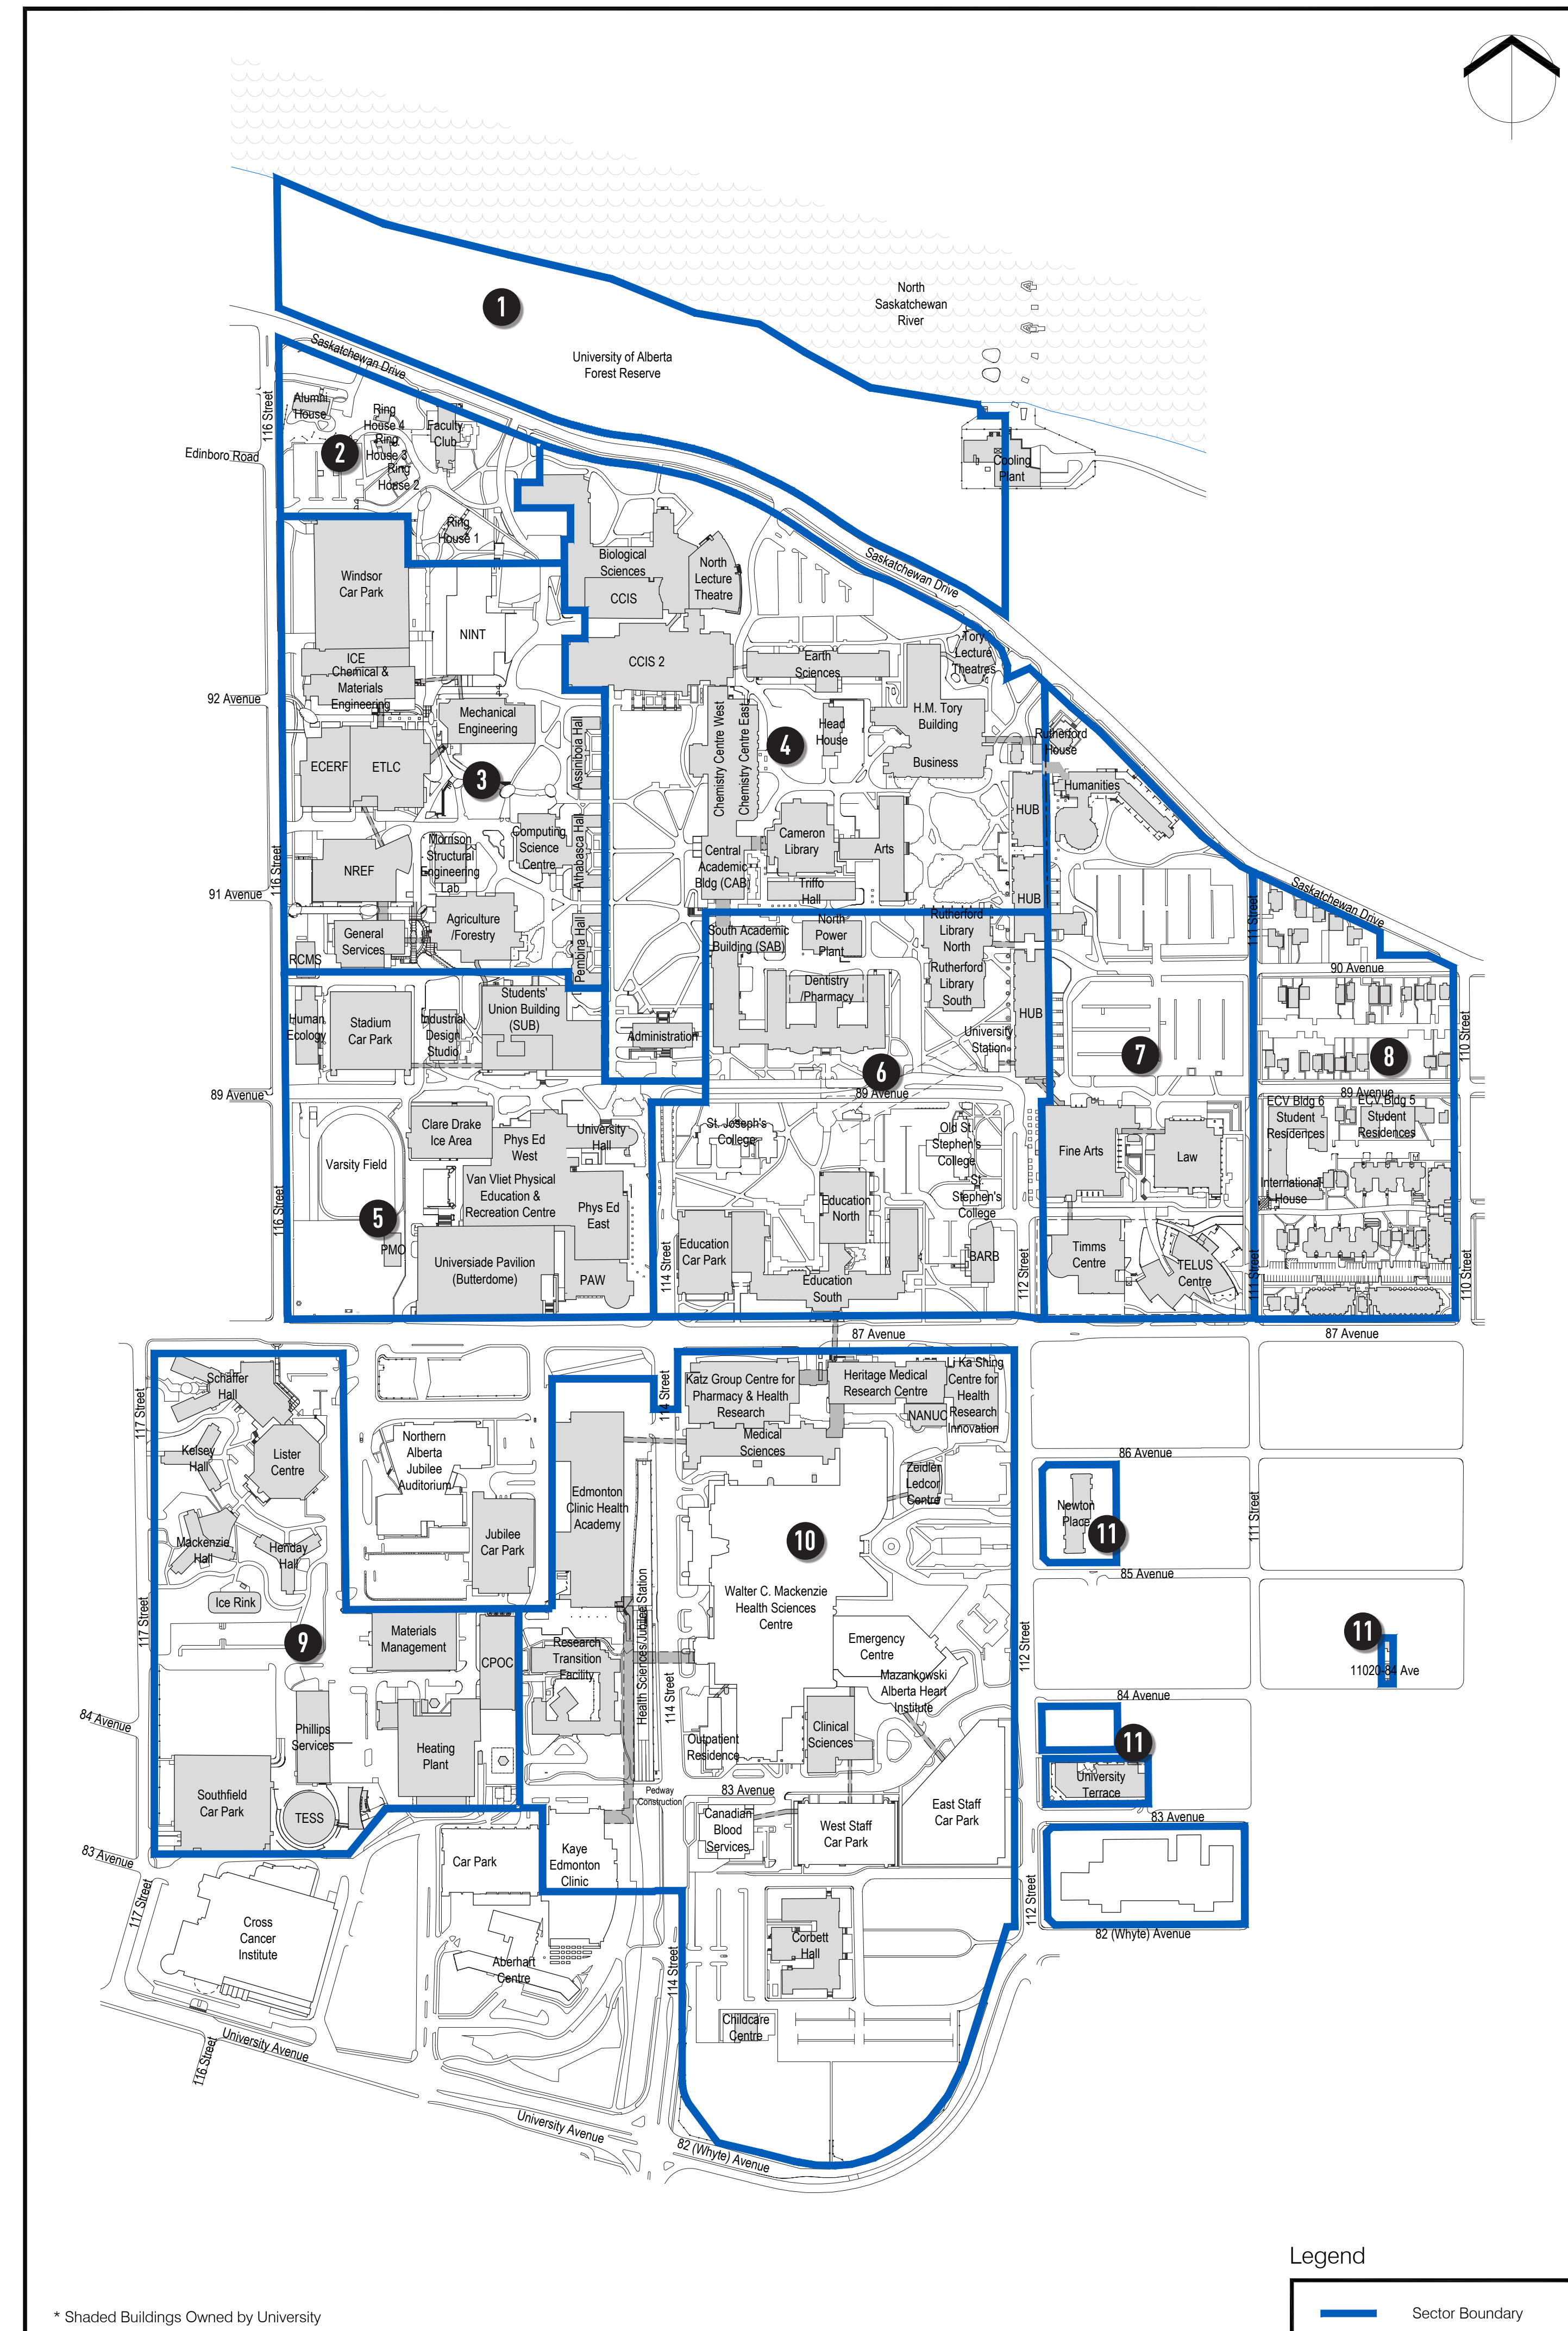 North
Saskatchewan
River
1
University of Alberta
Forest Reserve
Saskatchewan Drive
116 Street
Alumni
House
Ring
House 4
Ring
House 3
Ring
House 2
Faculty
Club
Edinboro Road
2
Cooling
Plant
Ring
House 1
Biological
Sciences
North
Lecture
Theatre
CCIS
Saskatchewan Drive
Windsor
Car Park
NINT
ICE
Chemical &
Materials
Engineering
CCIS 2
Earth
Sciences
Tory
Lecture
Theatres
92 Avenue
Mechanical
Engineering
Assiniboia Hall
Chemistry Centre West
Chemistry Centre East
4
Head
House
H.M. Tory
Building
Business
Rutherford
House
ECERF
ETLC
3
Humanities
HUB
116 Street
NREF
Morrison
Structural
Engineering
Lab
Computing
Science
Centre
Athabasca Hall
Central
Academic
Bldg (CAB)
Cameron
Library
Arts
Triffo
Hall
HUB
91 Avenue
Saskatchewan Drive
111 Street
General
Services
Agriculture
/Forestry
RCMS
Pembina Hall
South Academic
Building (SAB)
North
Power
Plant
Rutherford
Library
North
Rutherford
Library
South
90 Avenue
Human
Ecology
Stadium
Car Park
Industrial
Design
Studio
Students'
Union Building
(SUB)
Administration
Dentistry
/Pharmacy
HUB
University
Station
7
8
110 Street
6
89 Avenue
89 Avenue
89 Avenue
Clare Drake
Ice Area
Phys Ed
West
University
Hall
St. Joseph's
College
Old St.
Stephen's
College
St.
Stephen's
College
Fine Arts
Law
ECV Bldg 6
Student
Residences
ECV Bldg 5
Student
Residences
International
House
Varsity Field
Van Vliet Physical
Education &
Recreation Centre
Phys Ed
East
Education
North
116 Street
5
PMO
Universiade Pavilion
(Butterdome)
PAW
114 Street
Education
Car Park
Education
South
BARB
112 Street
Timms
Centre
TELUS
Centre
111 Street
110 Street
87 Avenue
87 Avenue
117 Street
Schaffer
Hall
Kelsey
Hall
Lister
Centre
Northern
Alberta
Jubilee
Auditorium
114 Street
Katz Group Centre for
Pharmacy & Health
Research
Heritage Medical
Research Centre
Li Ka Shing
Centre for
Health
Research
Innovation
NANUC
Medical
Sciences
86 Avenue
Edmonton
Clinic Health
Academy
Zeidler
Ledcor
Centre
Newton
Place
11
111 Street
Mackenzie
Hall
Henday
Hall
Jubilee
Car Park
10
85 Avenue
Ice Rink
117 Street
9
Materials
Management
CPOC
Research
Transition
Facility
Health Sciences/Jubilee Station
114 Street
Walter C. Mackenzie
Health Sciences
Centre
Emergency
Centre
Mazankowski
Alberta Heart
Institute
112 Street
11
11020-84 Ave
84 Avenue
84 Avenue
Phillips
Services
Heating
Plant
Outpatient
Residence
Clinical
Sciences
11
University
Terrace
Southfield
Car Park
TESS
Pedway
Construction
83 Avenue
Canadian
Blood
Services
West Staff
Car Park
East Staff
Car Park
83 Avenue
83 Avenue
Car Park
Kaye
Edmonton
Clinic
117 Street
Cross
Cancer
Institute
112 Street
82 (Whyte) Avenue
Corbett
Hall
Aberhart
Centre
114 Street
Childcare
Centre
University Avenue
116 Street
University Avenue
82 (Whyte) Avenue
Legend
Sector Boundary
* Shaded Buildings Owned by University